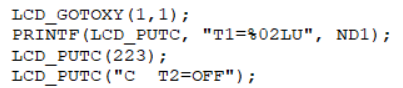 LCD_GOTOXY(1,1);
PRINTF(LCD_PUTC, "T1=%02LU", ND1);
LCD_PUTC(223);
LCD_PUTC("C  T2=OFF");